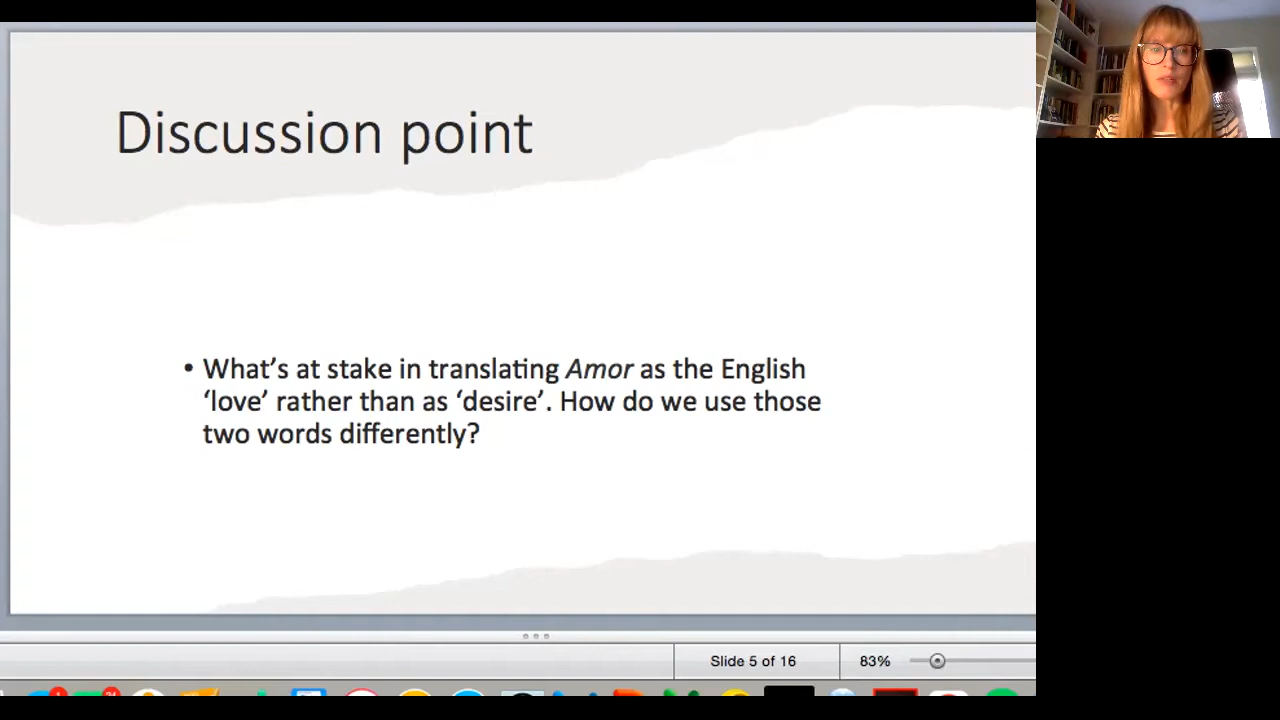 Discussion point
• What's at stake in translating Amor as the English
‘love’ rather than as ‘desire’. How do we use those
two words differently?
Slide 5 of 16
83%